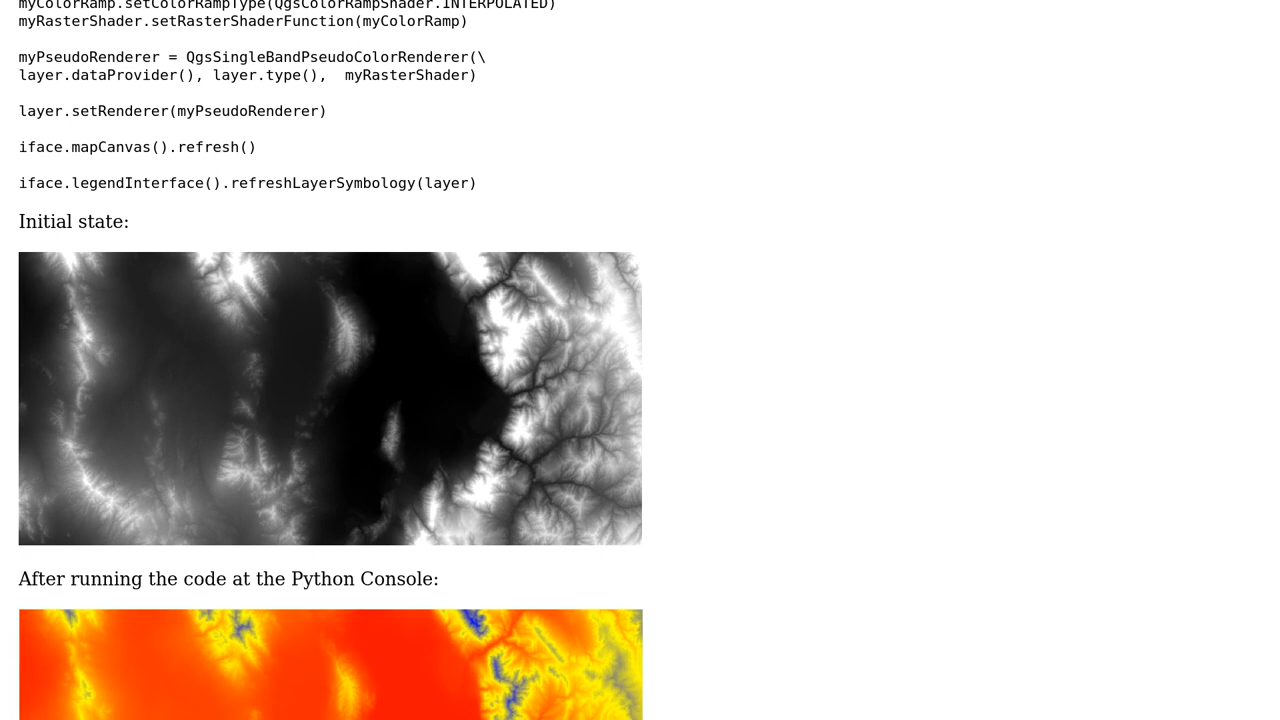 myColorRamp.setColorRampType(QgsColorRampShader.INTERPOLATED)
myRasterShader.setRasterShaderFunction(myColorRamp)
myPseudoRenderer = QgsSingleBandPseudoColorRenderer(\
layer.dataProvider(), layer.type(),  myRasterShader)
layer.setRenderer(myPseudoRenderer)
iface.mapCanvas().refresh()
iface.legendInterface().refreshLayerSymbology(layer)
Initial state:
After running the code at the Python Console: